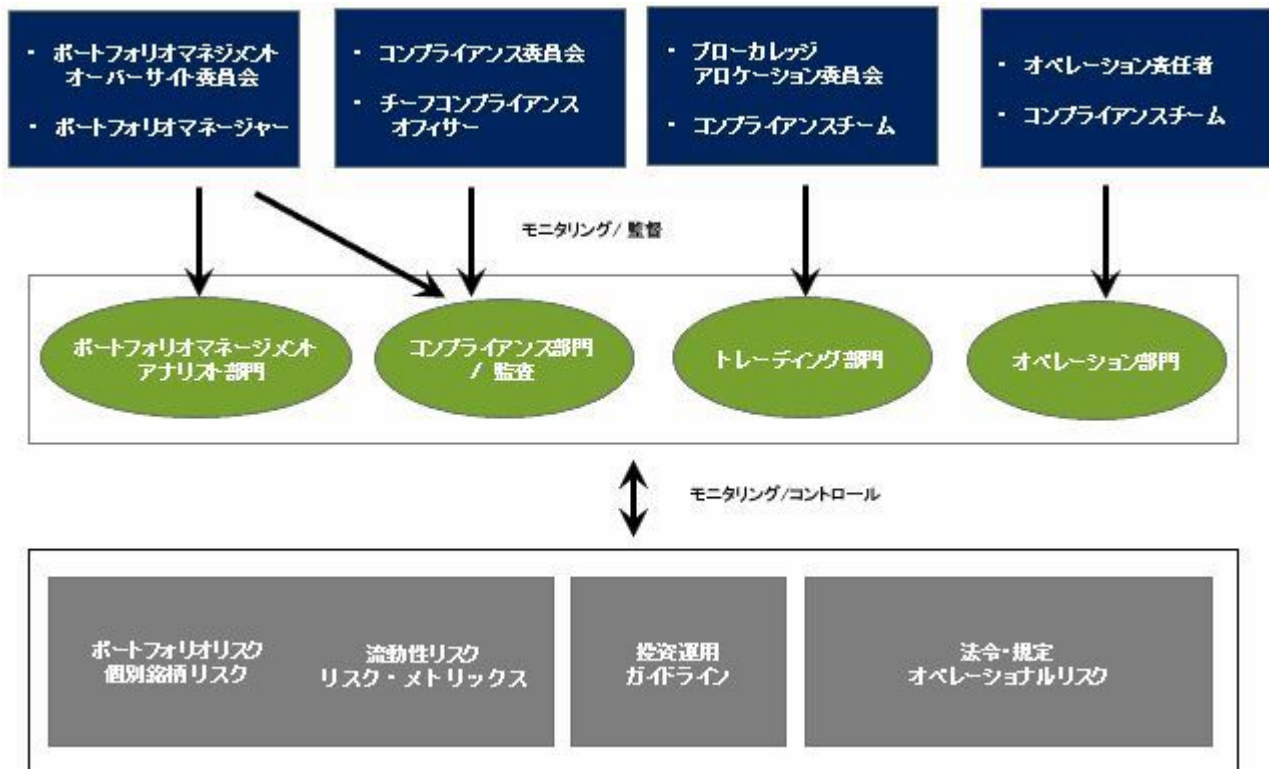 ・ ポートフォリオマネジメント
オーバーサイト委員会
・ ポートフォリオマネージャー
・ コンプライアンス委員会
・ チーフコンプライアンス
オフィサー
・ ブローカレッジ
アロケーション委員会
・ コンプライアンスチーム
・ オペレーション責任者
・ コンプライアンスチーム
モニタリング/ 監督
ポートフォリオマネージメント
アナリスト部門
コンプライアンス部門
/ 監査
トレーディング部門
オペレーション部門
モニタリング/コントロール
ポートフォリオリスク
個別銘柄リスク
流動性リスク
リスク・メトリックス
投資運用
ガイドライン
法令・規定
オペレーショナルリスク